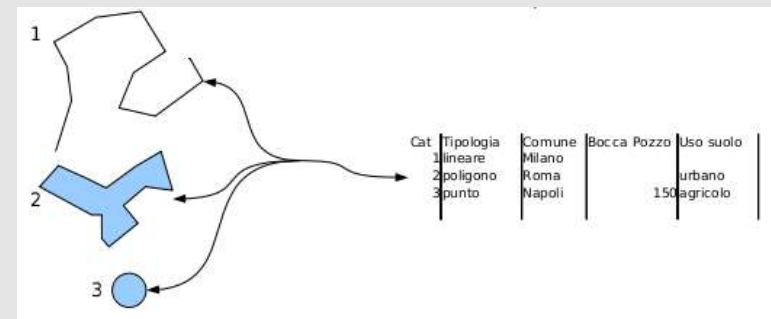 1
2
3
Cat Tipologia Comune Bocca Pozzo Uso suolo
1 lineare Milano
2 poligono Roma urbano
3 punto Napoli 150 agricolo